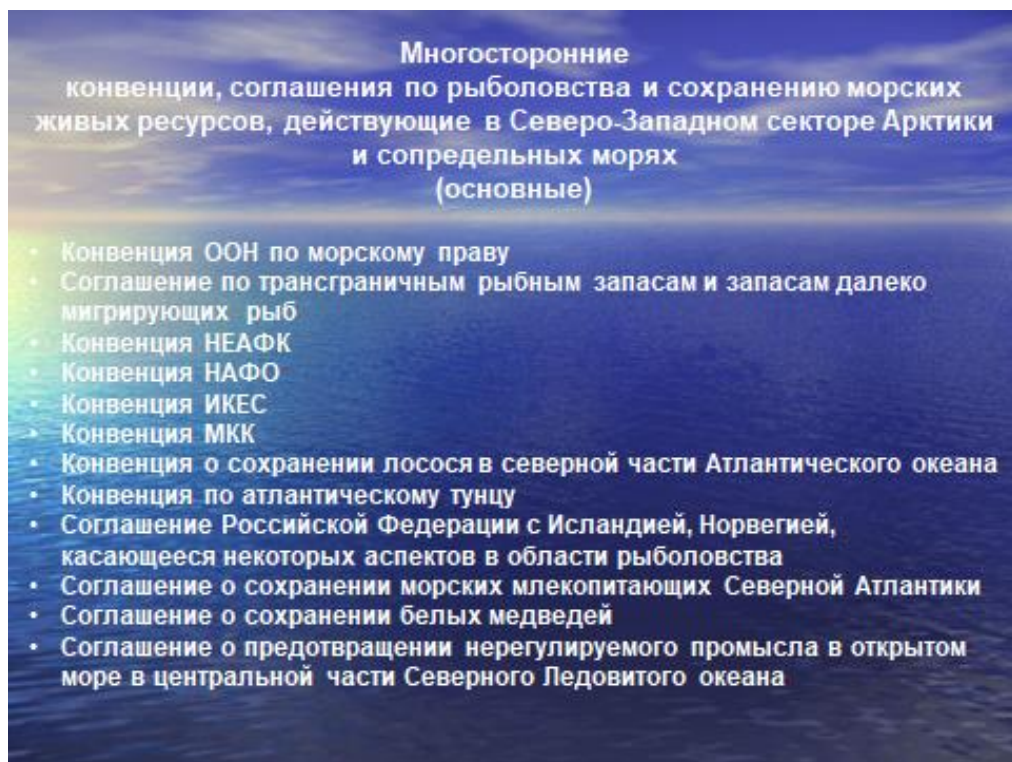 Многосторонние
конвенции, соглашения по рыболовства и сохранению морских
живых ресурсов, действующие в Северо-Западном секторе Арктики
и сопредельных морях
(основные)
• Конвенция ООН по морскому праву
• Соглашение по трансграничным рыбным запасам и запасам далеко
мигрирующих рыб
• Конвенция НЕАФК
• Конвенция НАФО
• Конвенция ИКЕС
• Конвенция МКК
• Конвенция о сохранении лосося в северной части Атлантического океана
• Конвенция по атлантическому тунцу
• Соглашение Российской Федерации с Исландией, Норвегией,
касающееся некоторых аспектов в области рыболовства
• Соглашение о сохранении морских млекопитающих Северной Атлантики
• Соглашение о сохранении белых медведей
• Соглашение о предотвращении нерегулируемого промысла в открытом
море в центральной части Северного Ледовитого океана